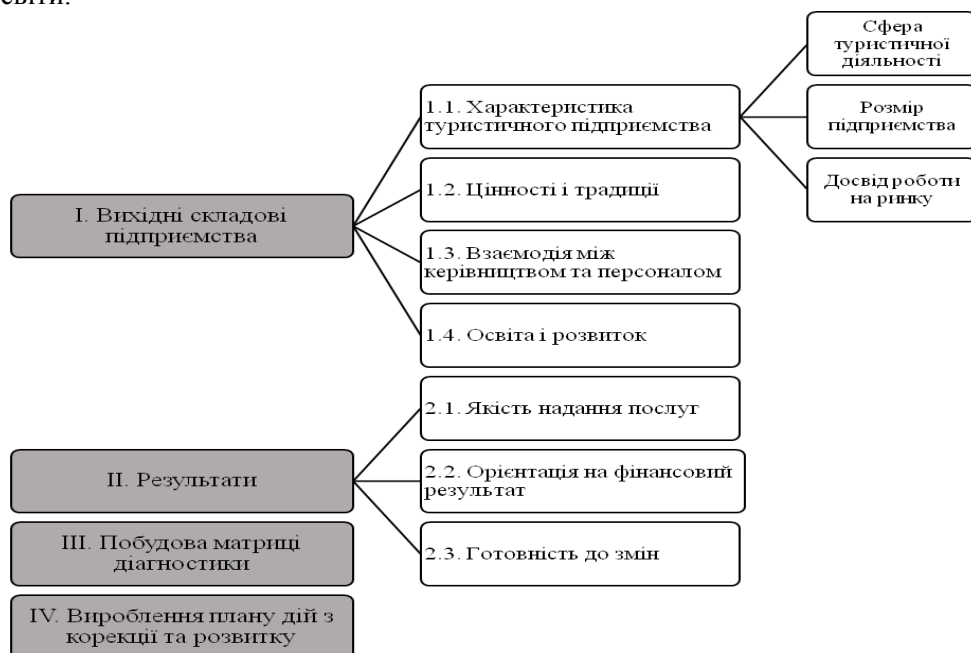 світи.
Сфера
туристичної
діяльності
1.1. Характеристика
туристичного підприємства
Розмір
підприємства
Досвід роботи
на ринку
1.2. Цінності і традиції
І. Вихідні складові
підприємства
1.3. Взаємодія між
керівництвом та персоналом
1.4. Освіта і розвиток
2.1. Якість надання послуг
ІІ. Результати
2.2. Орієнтація на фінансовий
результат
ІІІ. Побудова матриці
діагностики
2.3. Готовність до змін
IV. Вироблення плану дій з
корекції та розвитку